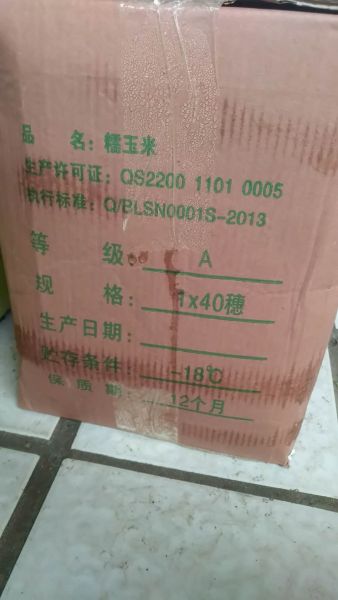 品 名：糯玉米
生产许可证：QS2200 1101 0005
执行标准：Q/BLSN0001S-2013
等 级： A
规 格： 1x40穗
生产日期：
贮存条件： -18℃
保 质 期： 12个月